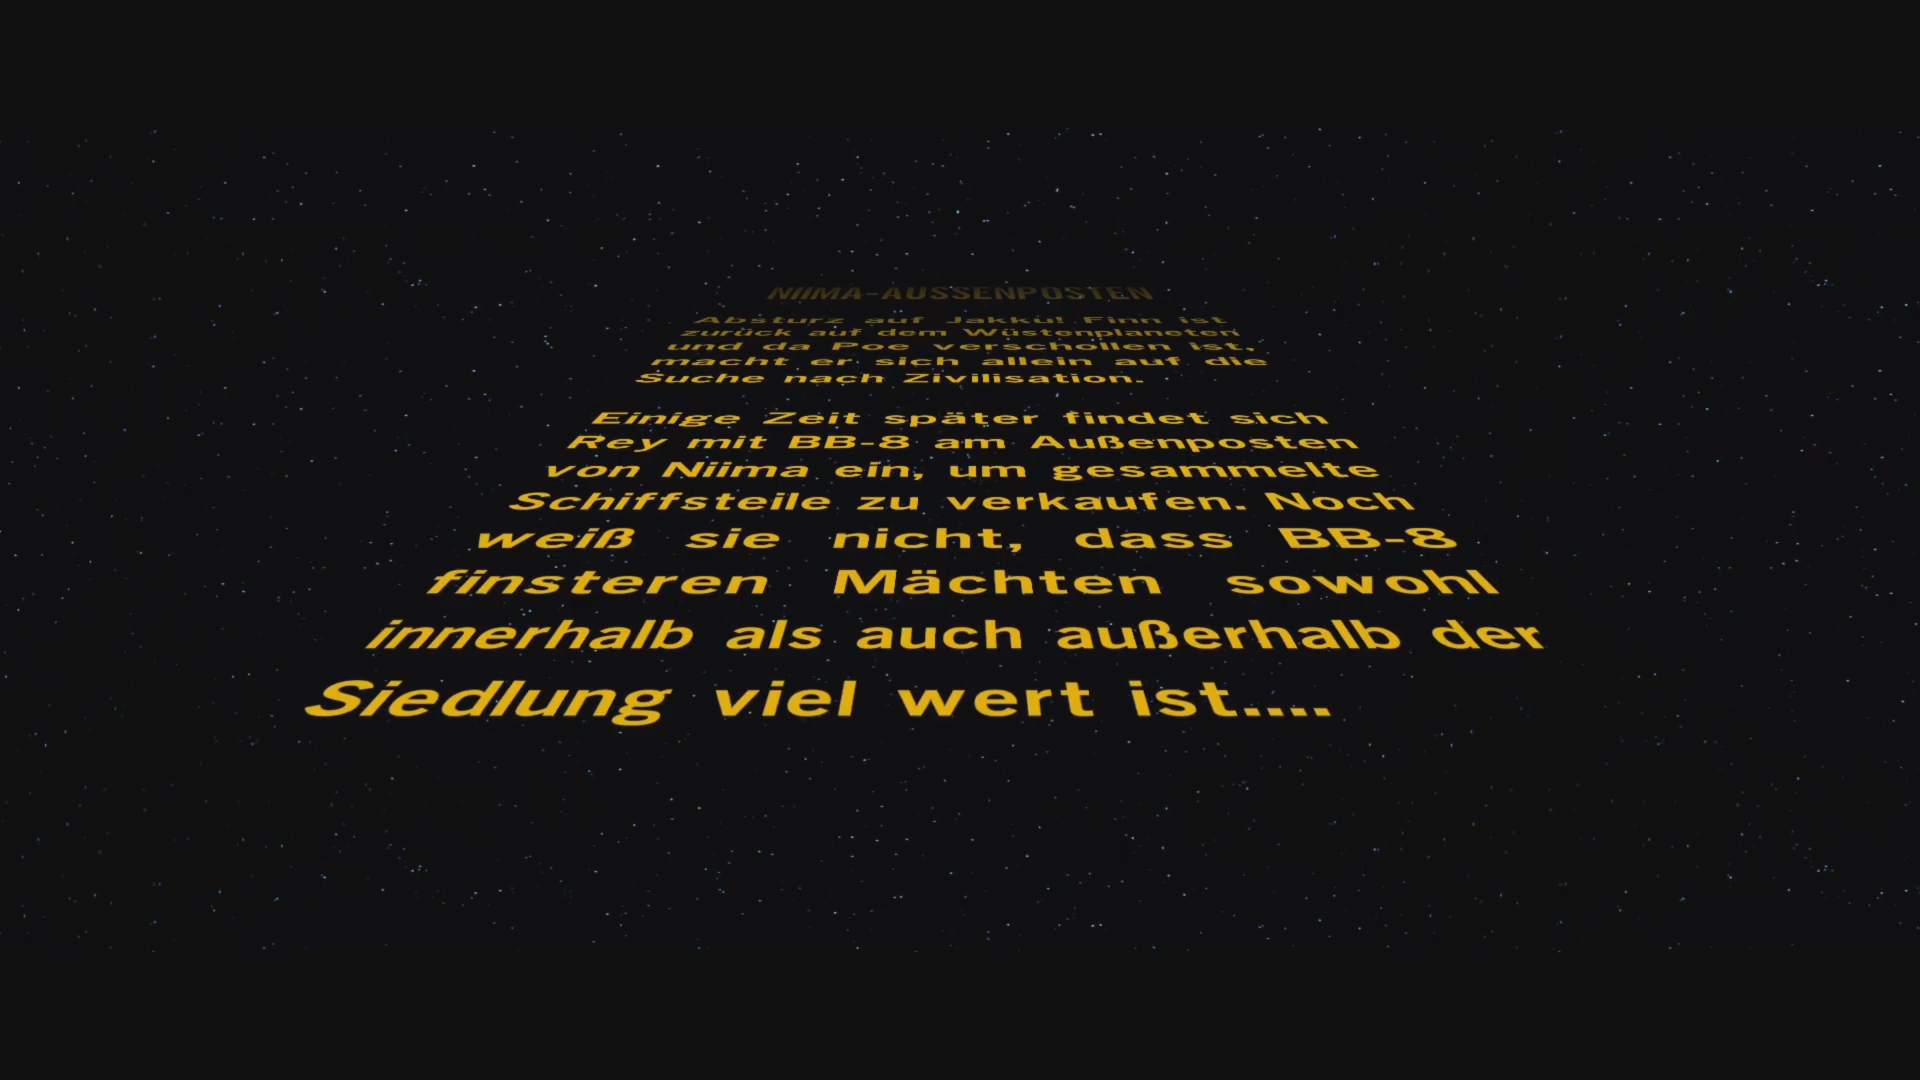 NIIMA-AUSSENPOSTEN
Absturz auf Jakku! Finn ist
zurück auf dem Wüstenplaneten
und da Poe verschollen ist,
macht er sich allein auf die
Suche nach Zivilisation.
Einige Zeit später findet sich
Rey mit BB-8 am Außenposten
von Niima ein, um gesammelte
Schiffsteile zu verkaufen. Noch
weiß sie nicht, dass BB-8
finsteren Mächten sowohl
innerhalb als auch außerhalb der
Siedlung viel wert ist....